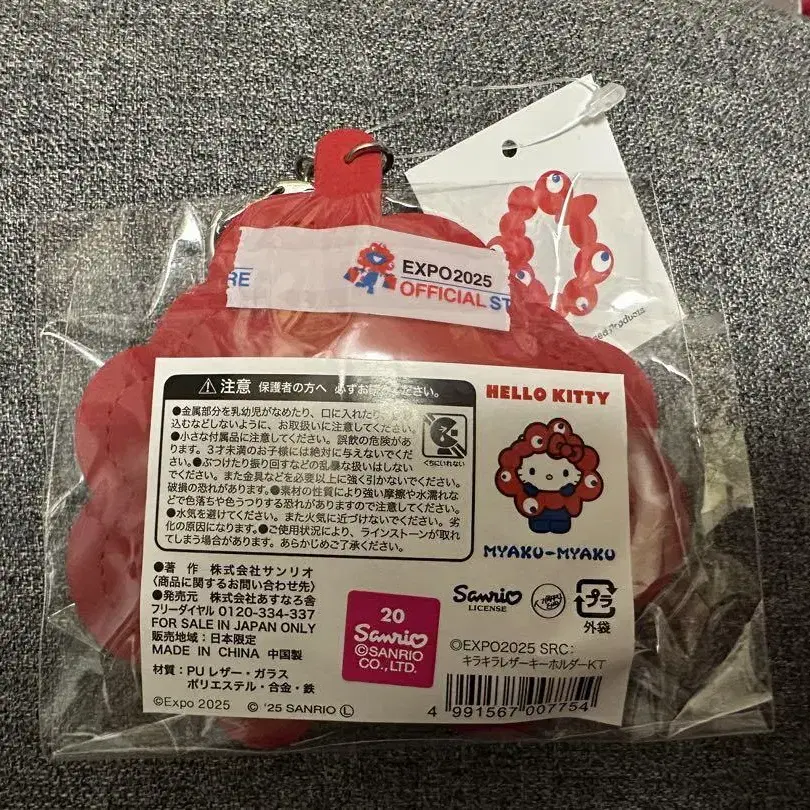 RE
EXPO2025
OFFICIAL ST
ed Products
⚠注意 保護者の方へ 必ずお読みください。
●金属部分を乳幼児がなめたり、口に入れたり
込むなどしないように、お取扱いに注意してください。
●小さな付属品に注意してください。誤飲の危険があ
ります。3才未満のお子様には絶対に与えないでくだ
さい。●ぶつけたり振り回すなどの乱暴な扱いはしない
でください。また金具などを必要以上に強く引かないでください。
破損の恐れがあります。●素材の性質により強い摩擦や水濡れな
どで色落ちや色うつりする恐れがありますので注意してください。
●水気を避けてください。また火気に近づけないでください。劣
化の原因になります。●ご使用状況により、ラインストーンが取れ
てしまう場合があります。あらかじめご了承ください。
くちにいれない
HELLO KITTY
MYAKU-MYAKU
●著 作 株式会社サンリオ
〈商品に関するお問い合わせ先〉
●発売元 株式会社あすなろ舎
フリーダイヤル 0120-334-337
FOR SALE IN JAPAN ONLY
販売地域:日本限定
MADE IN CHINA 中国製
材質:PU レザー・ガラス
ポリエステル・合金・鉄
©Expo 2025 © '25 SANRIO Ⓛ
20
Sanrio
©SANRIO
CO.,LTD.
Sanrio
LICENSE
プラ
外袋
©EXPO2025 SRC:
キラキラレザーキーホルダーKT
4 991567 007754